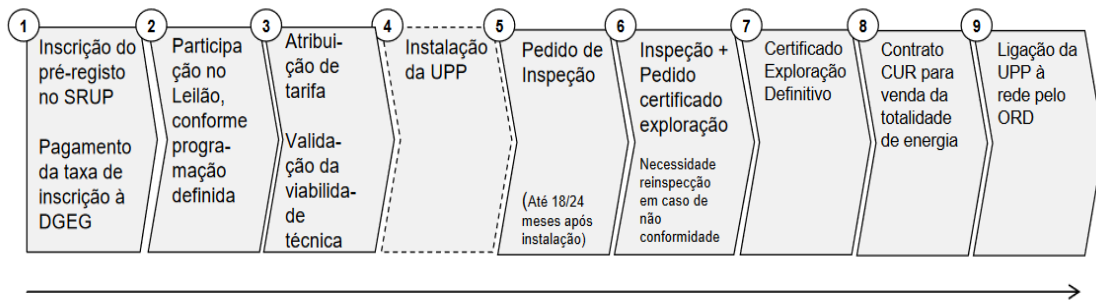 1
Inscrição do
pré-registo
no SRUP
Pagamento
da taxa de
inscrição à
DGEG
2
Participa
ção no
Leilão,
conforme
progra-
mação
definida
3
Atribui-
ção de
tarifa
Valida-
ção da
viabilida-
de
técnica
4
Instalação
da UPP
5
Pedido de
Inspeção
(Até 18/24
meses após
instalação)
6
Inspeção +
Pedido
certificado
exploração
Necessidade
reinspecção
em caso de
não
conformidade
7
Certificado
Exploração
Definitivo
8
Contrato
CUR para
venda da
totalidade
de energia
9
Ligação da
UPP à
rede pelo
ORD